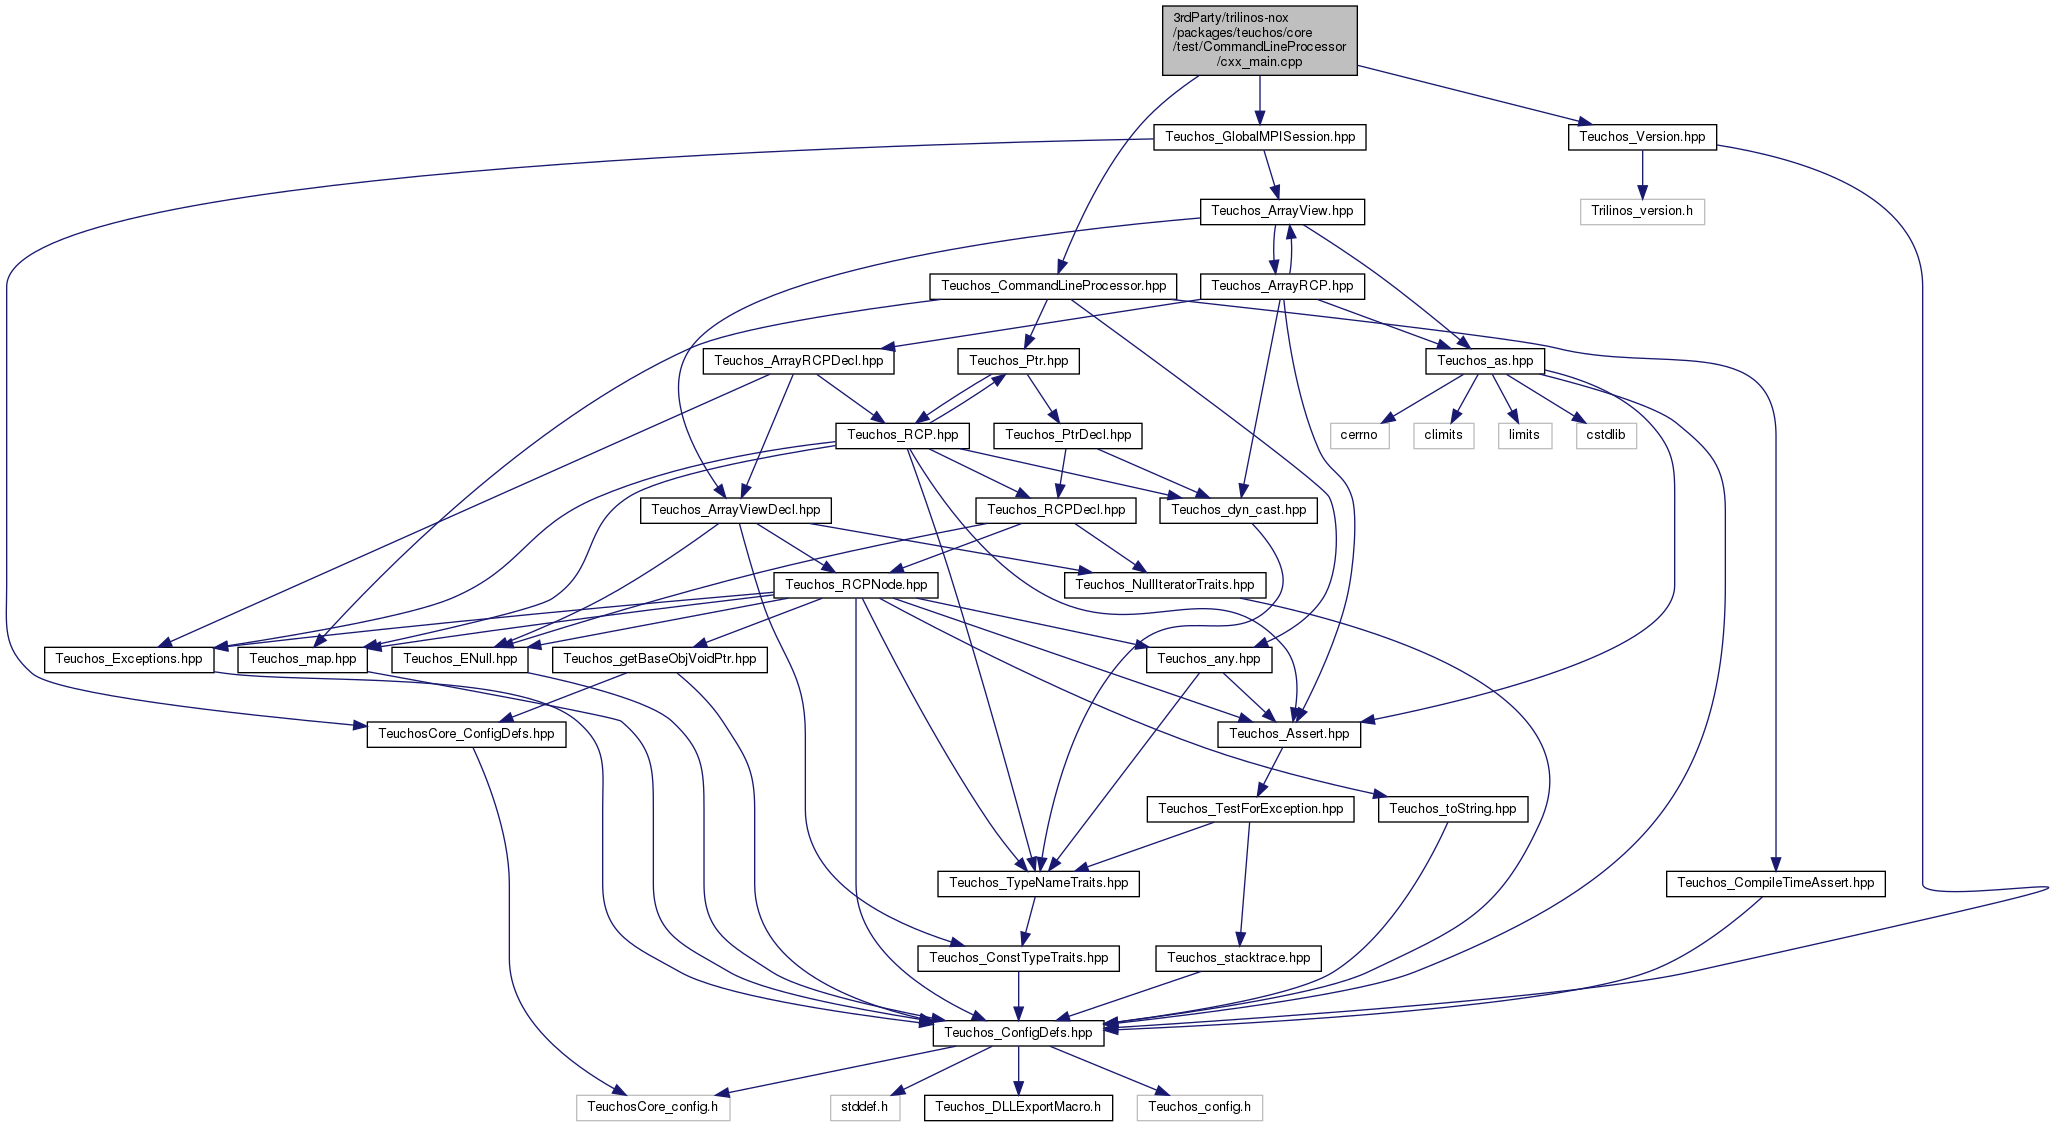 3rdParty/trilinos-nox
/packages/teuchos/core
/test/CommandLineProcessor
/cxx_main.cpp
Teuchos_GlobalMPISession.hpp
Teuchos_Version.hpp
Teuchos_ArrayView.hpp
Trilinos_version.h
Teuchos_CommandLineProcessor.hpp
Teuchos_ArrayRCP.hpp
Teuchos_ArrayRCPDecl.hpp
Teuchos_Ptr.hpp
Teuchos_as.hpp
Teuchos_RCP.hpp
Teuchos_PtrDecl.hpp
cerrno
climits
limits
cstdlib
Teuchos_ArrayViewDecl.hpp
Teuchos_RCPDecl.hpp
Teuchos_dyn_cast.hpp
Teuchos_RCPNode.hpp
Teuchos_NullIteratorTraits.hpp
Teuchos_Exceptions.hpp
Teuchos_map.hpp
Teuchos_ENull.hpp
Teuchos_getBaseObjVoidPtr.hpp
Teuchos_any.hpp
TeuchosCore_ConfigDefs.hpp
Teuchos_Assert.hpp
Teuchos_TestForException.hpp
Teuchos_toString.hpp
Teuchos_TypeNameTraits.hpp
Teuchos_CompileTimeAssert.hpp
Teuchos_ConstTypeTraits.hpp
Teuchos_stacktrace.hpp
Teuchos_ConfigDefs.hpp
TeuchosCore_config.h
stddef.h
Teuchos_DLLExportMacro.h
Teuchos_config.h